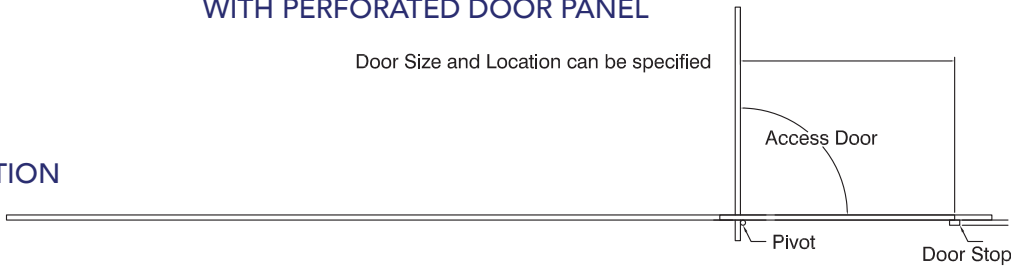 WITH PERFORATED DOOR PANEL
Door Size and Location can be specified
Access Door
TION
Pivot
Door Stop